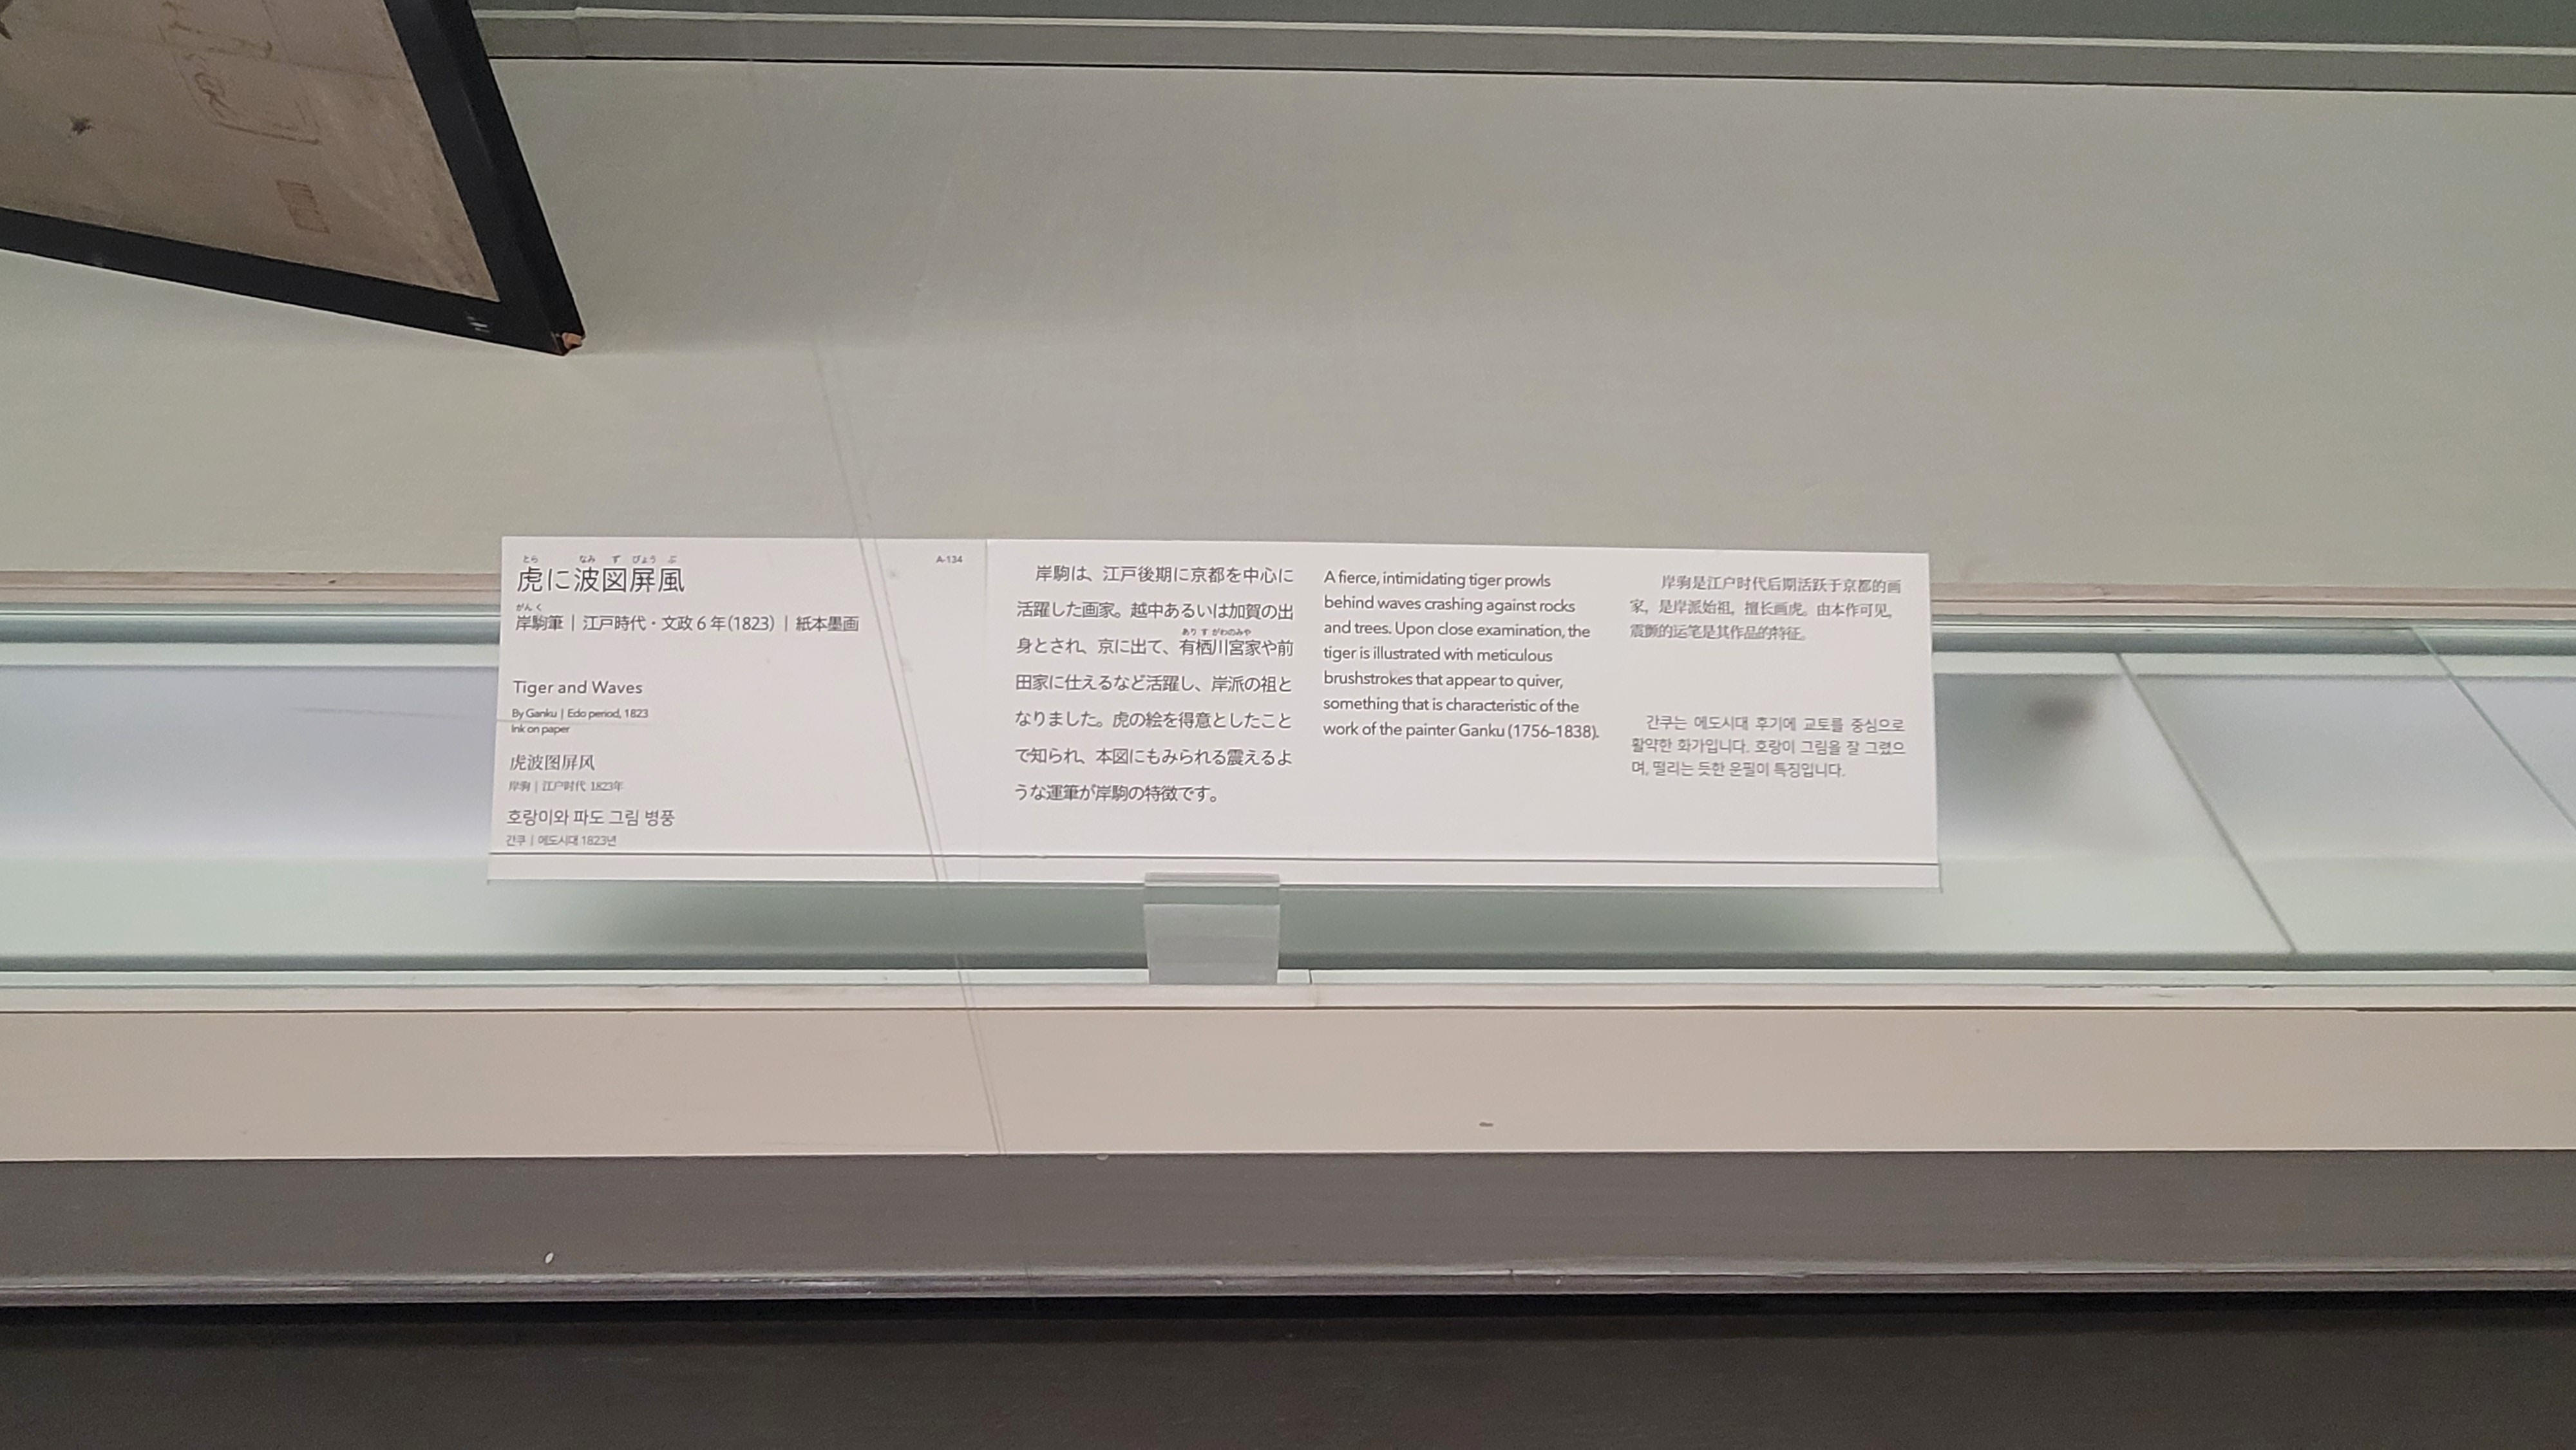 とら なみ ず びょう ぶ
虎に波図屏風
がん く
岸駒筆｜江戸時代・文政6年(1823)｜紙本墨画
A-134
Tiger and Waves
By Ganku | Edo period, 1823
Ink on paper
虎波图屏风
岸驹｜江户时代 1823年
호랑이와 파도 그림 병풍
간쿠 | 에도시대 1823년
岸駒は、江戸後期に京都を中心に
活躍した画家。越中あるいは加賀の出
あり す がわのみや
身とされ、京に出て、有栖川宮家や前
田家に仕えるなど活躍し、岸派の祖と
なりました。虎の絵を得意としたこと
で知られ、本図にもみられる震えるよ
うな運筆が岸駒の特徴です。
A fierce, intimidating tiger prowls
behind waves crashing against rocks
and trees. Upon close examination, the
tiger is illustrated with meticulous
brushstrokes that appear to quiver,
something that is characteristic of the
work of the painter Ganku (1756–1838).
岸驹是江户时代后期活跃于京都的画
家，是岸派始祖，擅长画虎。由本作可见，
震颤的运笔是其作品的特征。
간쿠는 에도시대 후기에 교토를 중심으로
활약한 화가입니다. 호랑이 그림을 잘 그렸으
며, 떨리는 듯한 운필이 특징입니다.